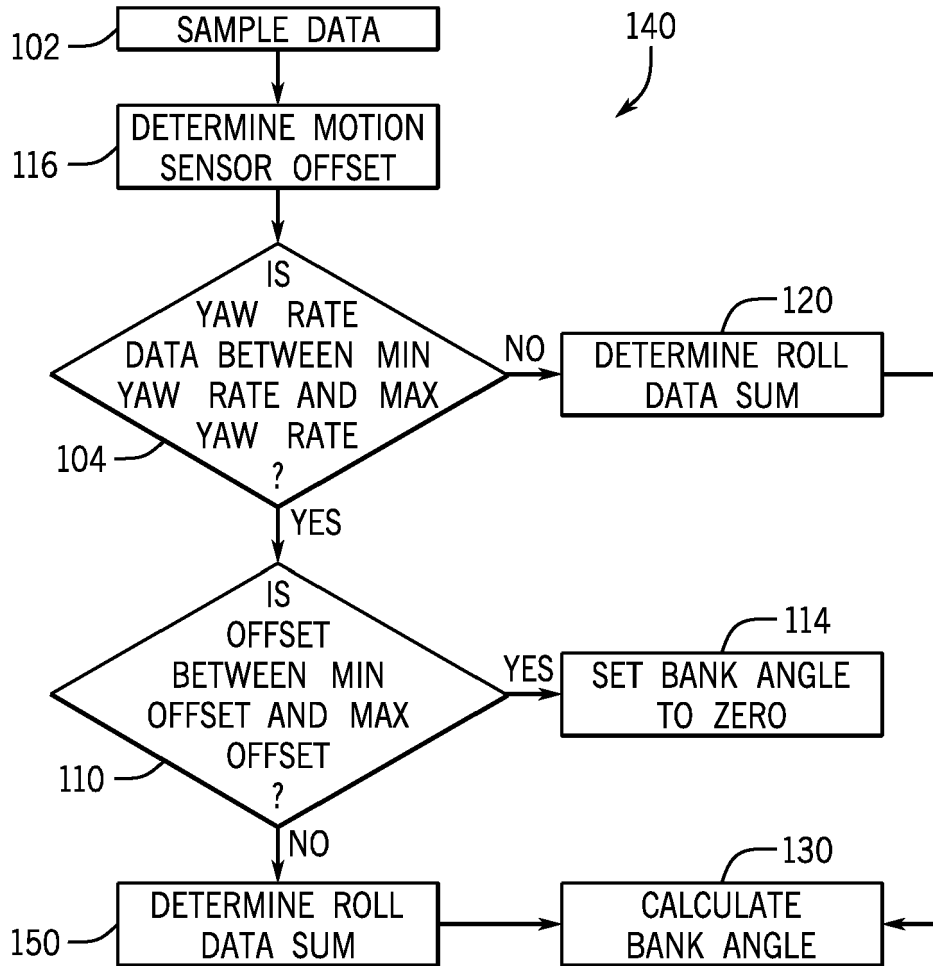 102
SAMPLE DATA
140
116
DETERMINE MOTION
SENSOR OFFSET
IS
YAW RATE
DATA BETWEEN MIN
YAW RATE AND MAX
YAW RATE
?
104
NO
120
DETERMINE ROLL
DATA SUM
YES
IS
OFFSET
BETWEEN MIN
OFFSET AND MAX
OFFSET
?
110
YES
114
SET BANK ANGLE
TO ZERO
NO
150
DETERMINE ROLL
DATA SUM
130
CALCULATE
BANK ANGLE